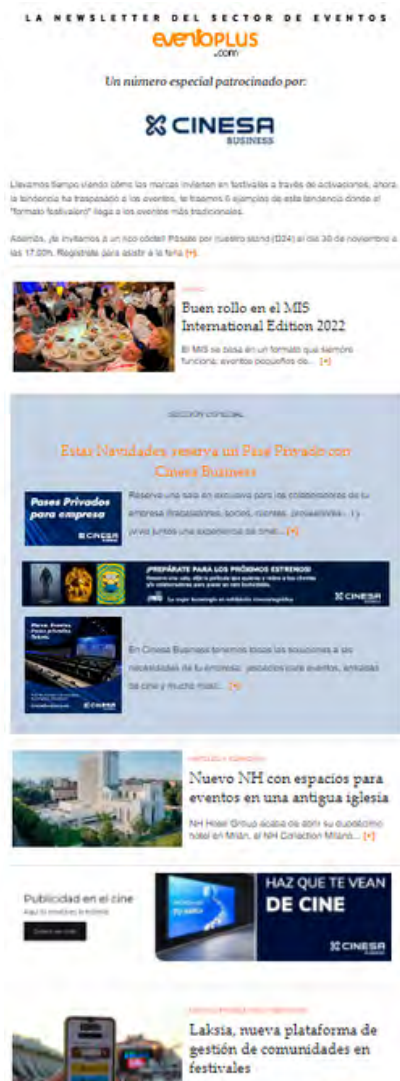 LA NEWSLETTER DEL SECTOR DE EVENTOS
eventoPLUS
.com
Un número especial patrocinado por:
CINESA
BUSINESS
Llevamos tiempo viendo cómo las marcas invierten en festivales a través de activaciones, ahora,
la tendencia ha traspasado a los eventos, te traemos 6 ejemplos de esta tendencia donde el
"formato festivalero" llega a los eventos más tradicionales.
Además, ¡te invitamos a un rico cóctel! Pásate por nuestro stand (D24) el día 30 de noviembre a
las 17.00h. Regístrate para asistir a la feria [+].
Buen rollo en el MIS
International Edition 2022
El MIS se basa en un formato que siempre
funciona: eventos pequeños de... [+]
SECCIÓN ESPECIAL
Estas Navidades, reserva un Pase Privado con
Cinesa Business
Pases Privados
para empresa
CINESA
Reserva una sala en exclusiva para los colaboradores de tu
empresa (trabajadores, socios, clientes, proveedores...) y
vivid juntos una experiencia de cine!... [+]
¡PREPÁRATE PARA LOS PRÓXIMOS ESTRENOS!
CINESA
En Cinesa Business tenemos todas las soluciones a las
necesidades de tu empresa: ¡espacios para eventos, entradas
de cine y mucho más!... [+]
CINESA
Nuevo NH con espacios para
eventos en una antigua iglesia
NH Hotel Group acaba de abrir su duodécimo
hotel en Milán, el NH Collection Milano... [+]
Publicidad en el cine
HAZ QUE TE VEAN
DE CINE
CINESA
Laksia, nueva plataforma de
gestión de comunidades en
festivales